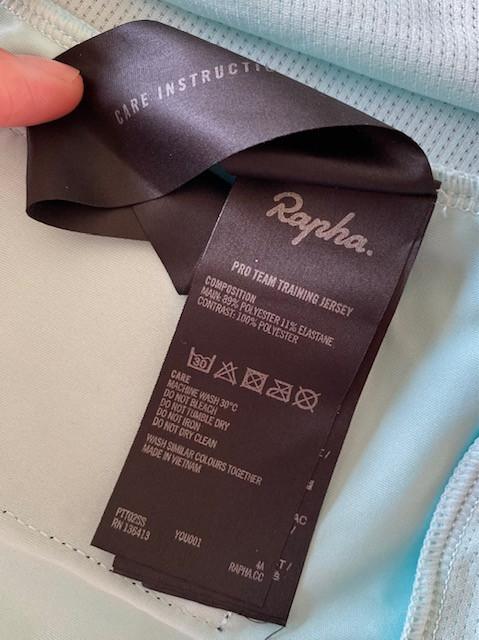 CARE INSTRUCTI
Rapha.
PRO TEAM TRAINING JERSEY
COMPOSITION
MAIN: 89% POLYESTER 11% ELASTANE
CONTRAST: 100% POLYESTER
30
CARE
MACHINE WASH 30°C
DO NOT BLEACH
DO NOT TUMBLE DRY
DO NOT IRON
DO NOT DRY CLEAN
WASH SIMILAR COLOURS TOGETHER
MADE IN VIETNAM
PTT02SS
RN 136413 YOU001
RAPHA.CC